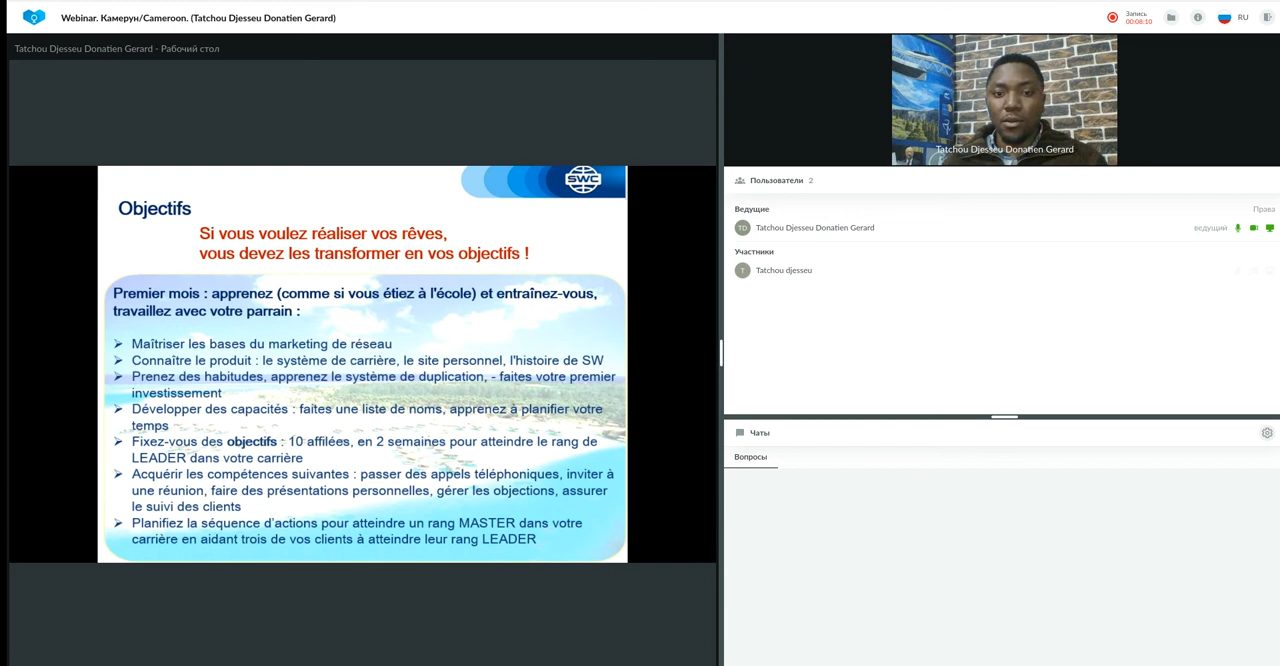 Webinar. Камерун/Cameroon. (Tatchou Djesseu Donatien Gerard)
Запись
00:08:10
RU
Tatchou Djesseu Donatien Gerard - Рабочий стол
SWC
Objectifs
Si vous voulez réaliser vos rêves,
vous devez les transformer en vos objectifs !
Premier mois : apprenez (comme si vous étiez à l'école) et entraînez-vous,
travaillez avec votre parrain :
➢ Maîtriser les bases du marketing de réseau
➢ Connaître le produit : le système de carrière, le site personnel, l'histoire de SW
➢ Prenez des habitudes, apprenez le système de duplication, - faites votre premier
investissement
➢ Développer des capacités : faites une liste de noms, apprenez à planifier votre
temps
➢ Fixez-vous des objectifs : 10 affilées, en 2 semaines pour atteindre le rang de
LEADER dans votre carrière
➢ Acquérir les compétences suivantes : passer des appels téléphoniques, inviter à
une réunion, faire des présentations personnelles, gérer les objections, assurer
le suivi des clients
➢ Planifiez la séquence d'actions pour atteindre un rang MASTER dans votre
carrière en aidant trois de vos clients à atteindre leur rang LEADER
Tatchou Djesseu Donatien Gerard
Пользователи 2
Ведущие Права
TD Tatchou Djesseu Donatien Gerard ведущий
Участники
T Tatchou djesseu
Чаты
Вопросы